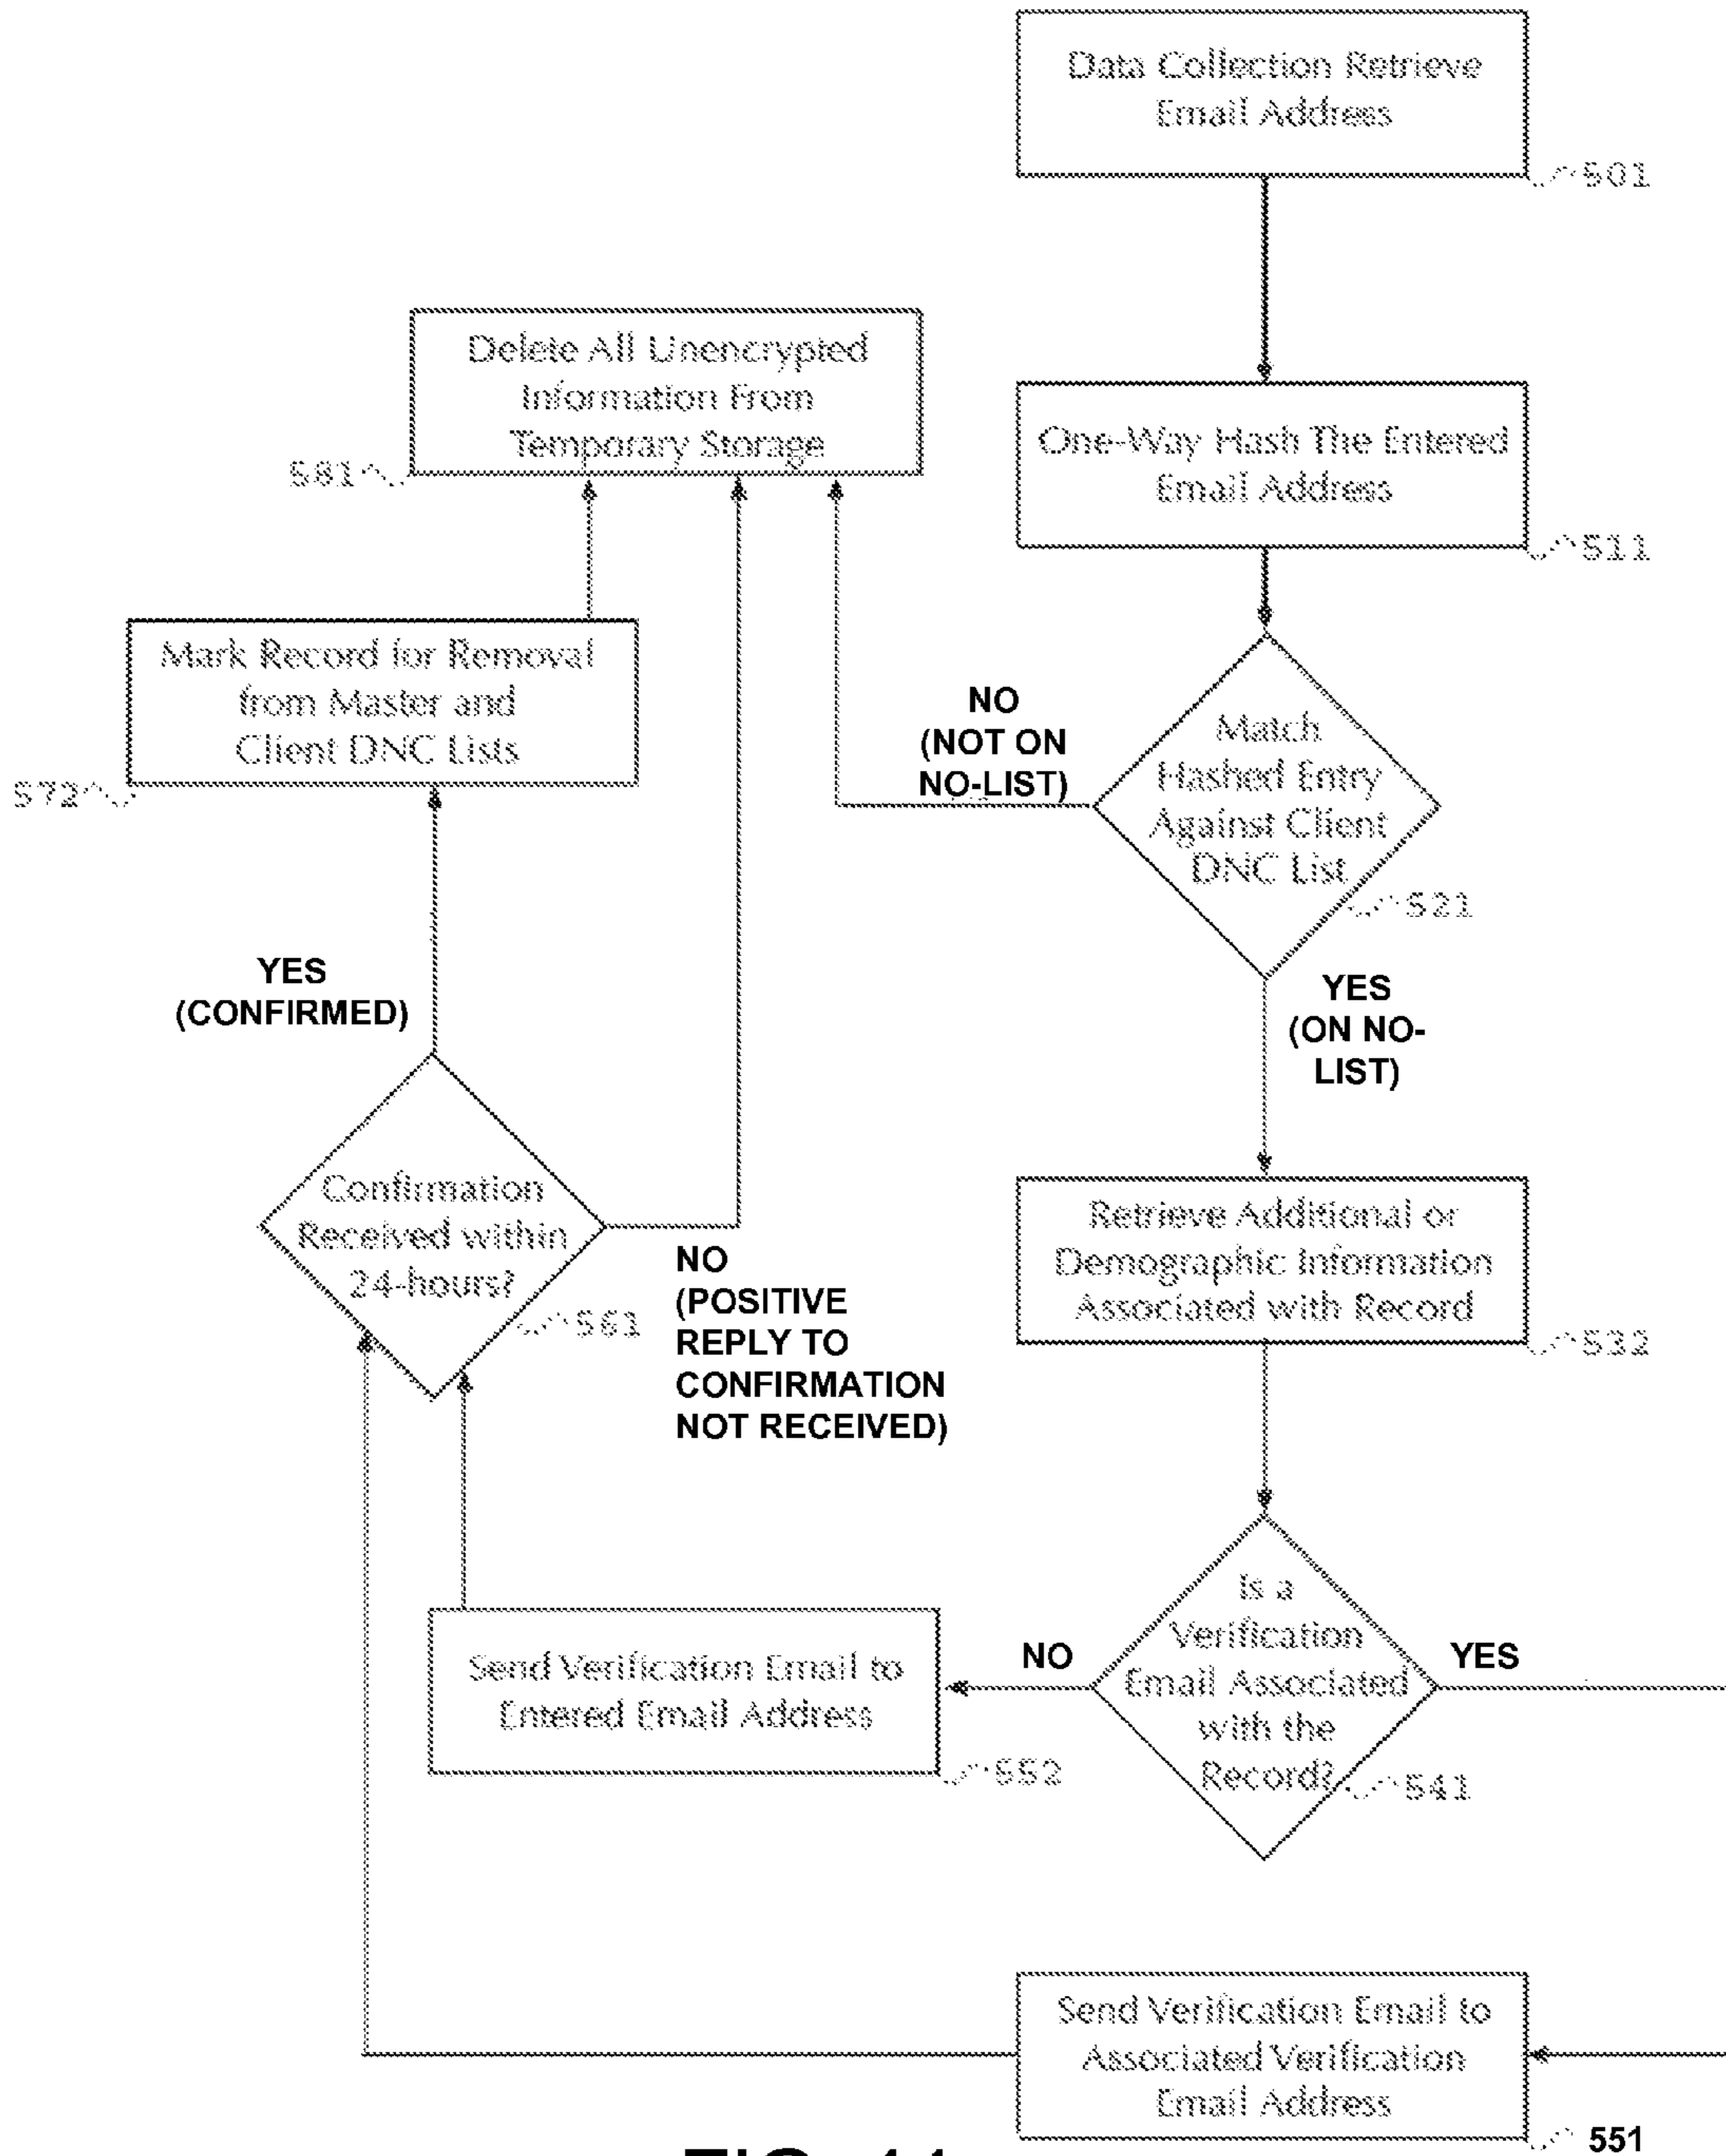 Data Collection Retrieve
Email Address
501
One-Way Hash The Entered
Email Address
511
Delete All Unencrypted
Information From
Temporary Storage
581
Mark Record for Removal
from Master and
Client DNC Lists
572
NO
(NOT ON
NO-LIST)
Match
Hashed Entry
Against Client
DNC List
521
YES
(ON NO-
LIST)
YES
(CONFIRMED)
Confirmation
Received within
24-hours?
561
NO
(POSITIVE
REPLY TO
CONFIRMATION
NOT RECEIVED)
Retrieve Additional or
Demographic Information
Associated with Record
532
Is a
Verification
Email Associated
with the
Record?
541
NO
YES
Send Verification Email to
Entered Email Address
552
Send Verification Email to
Associated Verification
Email Address
551